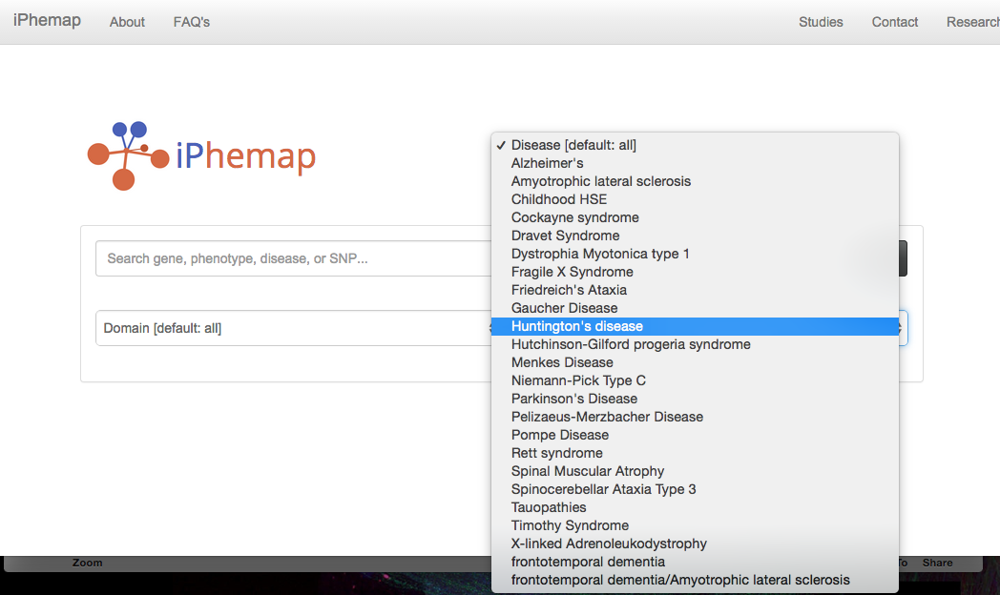 iPhemap About FAQ's Studies Contact Research
iPhemap
Search gene, phenotype, disease, or SNP...
Domain [default: all]
✓ Disease [default: all]
Alzheimer's
Amyotrophic lateral sclerosis
Childhood HSE
Cockayne syndrome
Dravet Syndrome
Dystrophia Myotonica type 1
Fragile X Syndrome
Friedreich's Ataxia
Gaucher Disease
Huntington's disease
Hutchinson-Gilford progeria syndrome
Menkes Disease
Niemann-Pick Type C
Parkinson's Disease
Pelizaeus-Merzbacher Disease
Pompe Disease
Rett syndrome
Spinal Muscular Atrophy
Spinocerebellar Ataxia Type 3
Tauopathies
Timothy Syndrome
X-linked Adrenoleukodystrophy
frontotemporal dementia
frontotemporal dementia/Amyotrophic lateral sclerosis
Zoom To Share